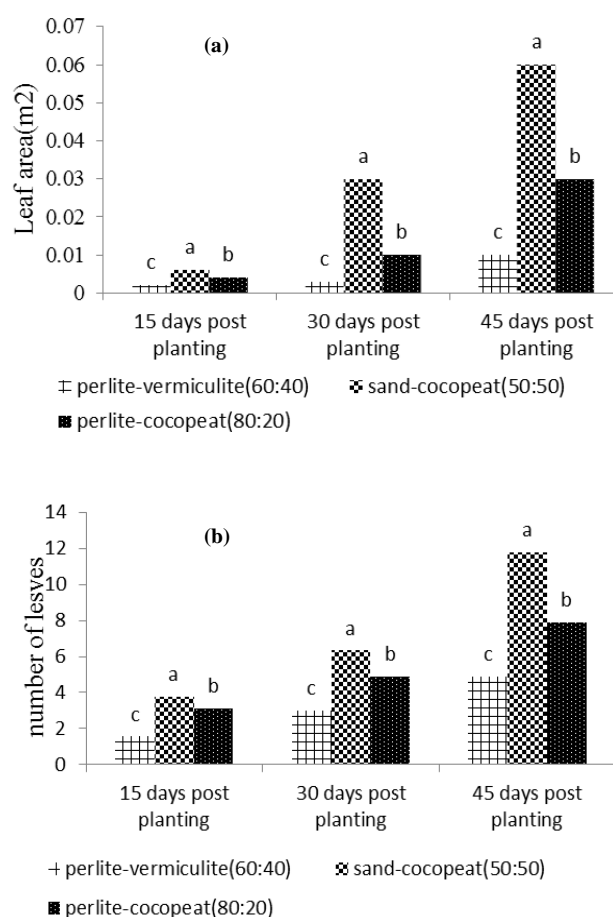 (a)
Leaf area(m2)
0.07
0.06
0.05
0.04
0.03
0.02
0.01
0
c
a
b
c
a
b
c
a
b
15 days post
planting
30 days post
planting
45 days post
planting
perlite-vermiculite(60:40)
sand-cocopeat(50:50)
perlite-cocopeat(80:20)
(b)
number of lesves
14
12
10
8
6
4
2
0
c
a
b
c
a
b
c
a
b
15 days post
planting
30 days post
planting
45 days post
planting
perlite-vermiculite(60:40)
sand-cocopeat(50:50)
perlite-cocopeat(80:20)